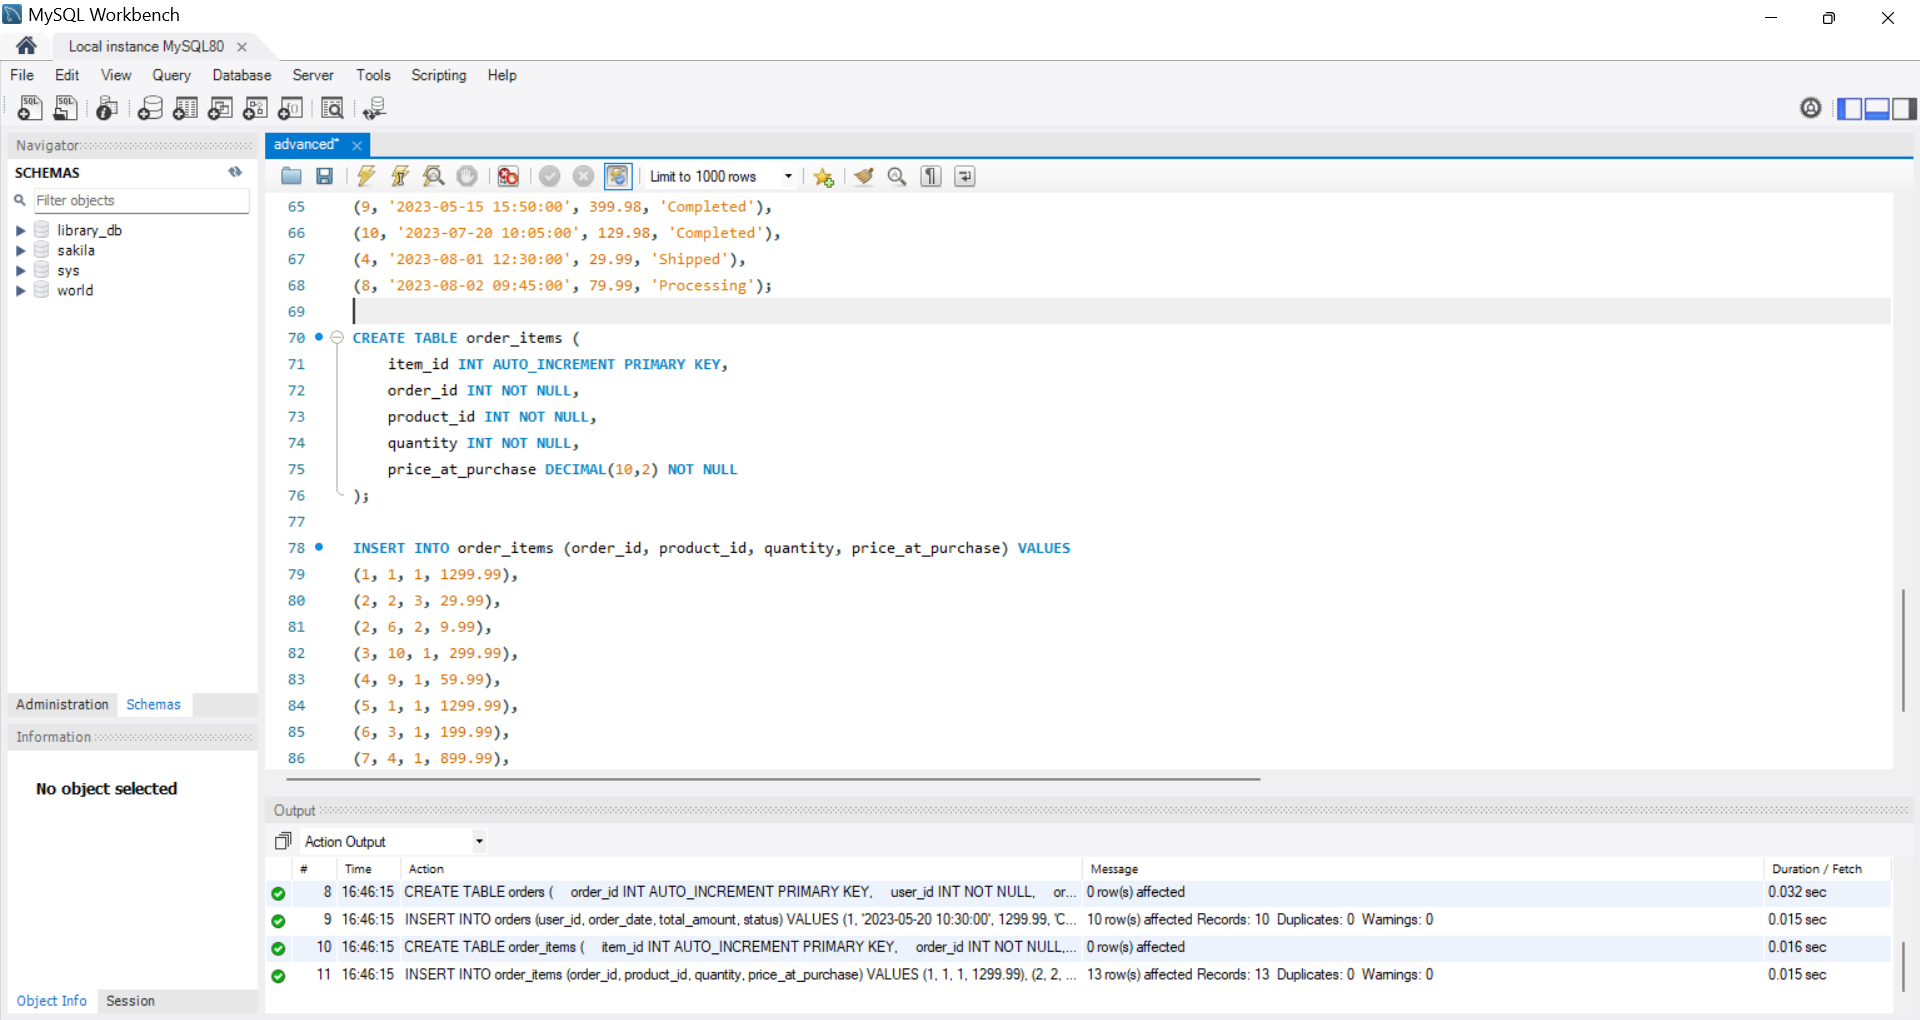 MySQL Workbench
Local instance MySQL80
File Edit View Query Database Server Tools Scripting Help
Navigator
SCHEMAS
Filter objects
library_db
sakila
sys
world
Administration Schemas
Information
No object selected
Object Info Session
advanced*
Limit to 1000 rows
65 (9, '2023-05-15 15:50:00', 399.98, 'Completed'),
66 (10, '2023-07-20 10:05:00', 129.98, 'Completed'),
67 (4, '2023-08-01 12:30:00', 29.99, 'Shipped'),
68 (8, '2023-08-02 09:45:00', 79.99, 'Processing');
69
70 CREATE TABLE order_items (
71 item_id INT AUTO_INCREMENT PRIMARY KEY,
72 order_id INT NOT NULL,
73 product_id INT NOT NULL,
74 quantity INT NOT NULL,
75 price_at_purchase DECIMAL(10,2) NOT NULL
76 );
77
78 INSERT INTO order_items (order_id, product_id, quantity, price_at_purchase) VALUES
79 (1, 1, 1, 1299.99),
80 (2, 2, 3, 29.99),
81 (2, 6, 2, 9.99),
82 (3, 10, 1, 299.99),
83 (4, 9, 1, 59.99),
84 (5, 1, 1, 1299.99),
85 (6, 3, 1, 199.99),
86 (7, 4, 1, 899.99),
Output
Action Output
# Time Action Message Duration / Fetch
8 16:46:15 CREATE TABLE orders ( order_id INT AUTO_INCREMENT PRIMARY KEY, user_id INT NOT NULL, or... 0 row(s) affected 0.032 sec
9 16:46:15 INSERT INTO orders (user_id, order_date, total_amount, status) VALUES (1, '2023-05-20 10:30:00', 1299.99, 'C... 10 row(s) affected Records: 10 Duplicates: 0 Warnings: 0 0.015 sec
10 16:46:15 CREATE TABLE order_items ( item_id INT AUTO_INCREMENT PRIMARY KEY, order_id INT NOT NULL,... 0 row(s) affected 0.016 sec
11 16:46:15 INSERT INTO order_items (order_id, product_id, quantity, price_at_purchase) VALUES (1, 1, 1, 1299.99), (2, 2, ... 13 row(s) affected Records: 13 Duplicates: 0 Warnings: 0 0.015 sec